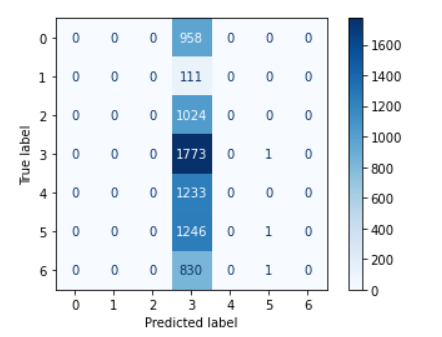 0 0 0 0 958 0 0 0
1 0 0 0 111 0 0 0
2 0 0 0 1024 0 0 0
3 0 0 0 1773 0 1 0
4 0 0 0 1233 0 0 0
5 0 0 0 1246 0 1 0
6 0 0 0 830 0 1 0
0 1 2 3 4 5 6
Predicted label
True label
1600
1400
1200
1000
800
600
400
200
0